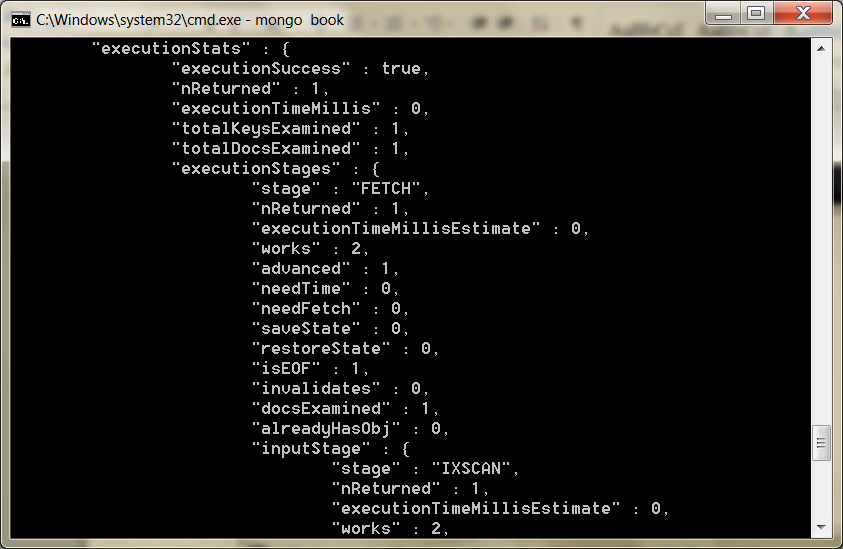 C:\Windows\system32\cmd.exe - mongo  book
"executionStats" : {
"executionSuccess" : true,
"nReturned" : 1,
"executionTimeMillis" : 0,
"totalKeysExamined" : 1,
"totalDocsExamined" : 1,
"executionStages" : {
"stage" : "FETCH",
"nReturned" : 1,
"executionTimeMillisEstimate" : 0,
"works" : 2,
"advanced" : 1,
"needTime" : 0,
"needFetch" : 0,
"saveState" : 0,
"restoreState" : 0,
"isEOF" : 1,
"invalidates" : 0,
"docsExamined" : 1,
"alreadyHasObj" : 0,
"inputStage" : {
"stage" : "IXSCAN",
"nReturned" : 1,
"executionTimeMillisEstimate" : 0,
"works" : 2,